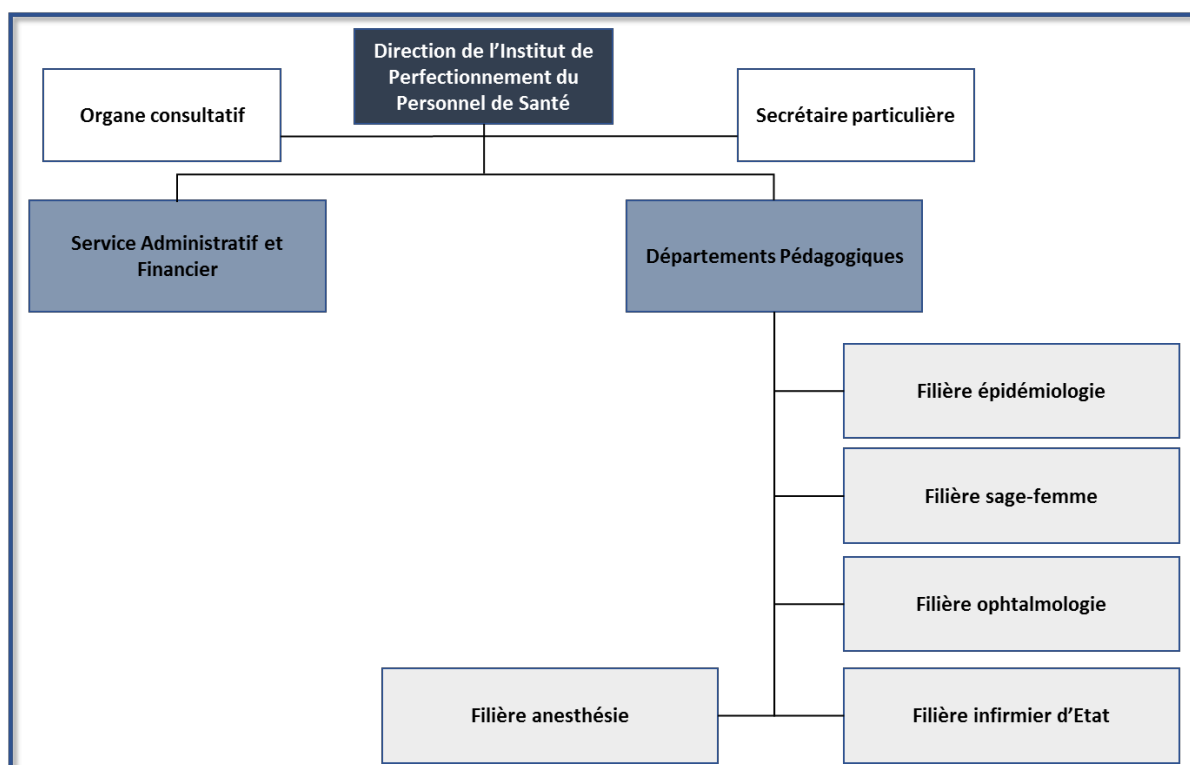 Direction de l’Institut de
Perfectionnement du
Personnel de Santé
Organe consultatif
Secrétaire particulière
Service Administratif et
Financier
Départements Pédagogiques
Filière épidémiologie
Filière sage-femme
Filière ophtalmologie
Filière anesthésie
Filière infirmier d’Etat